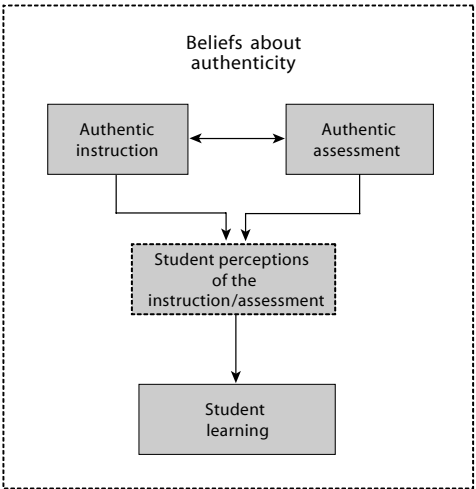 Beliefs about
authenticity
Authentic
instruction
Authentic
assessment
Student perceptions
of the
instruction/assessment
Student
learning